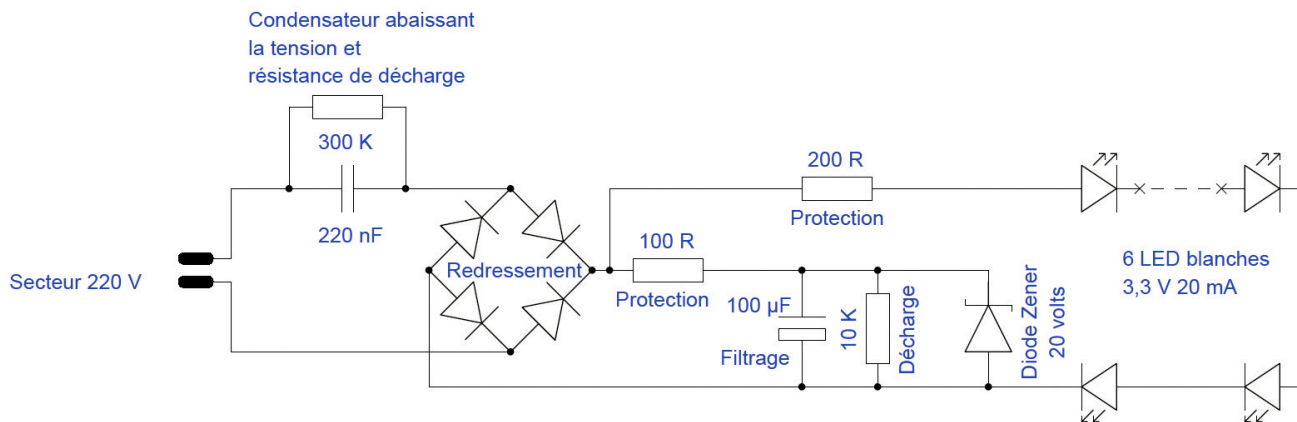 Condensateur abaissant
la tension et
résistance de décharge
300 K
220 nF
Secteur 220 V
Redressement
200 R
Protection
100 R
Protection
100 µF
Filtrage
10 K
Décharge
Diode Zener
20 volts
6 LED blanches
3,3 V 20 mA